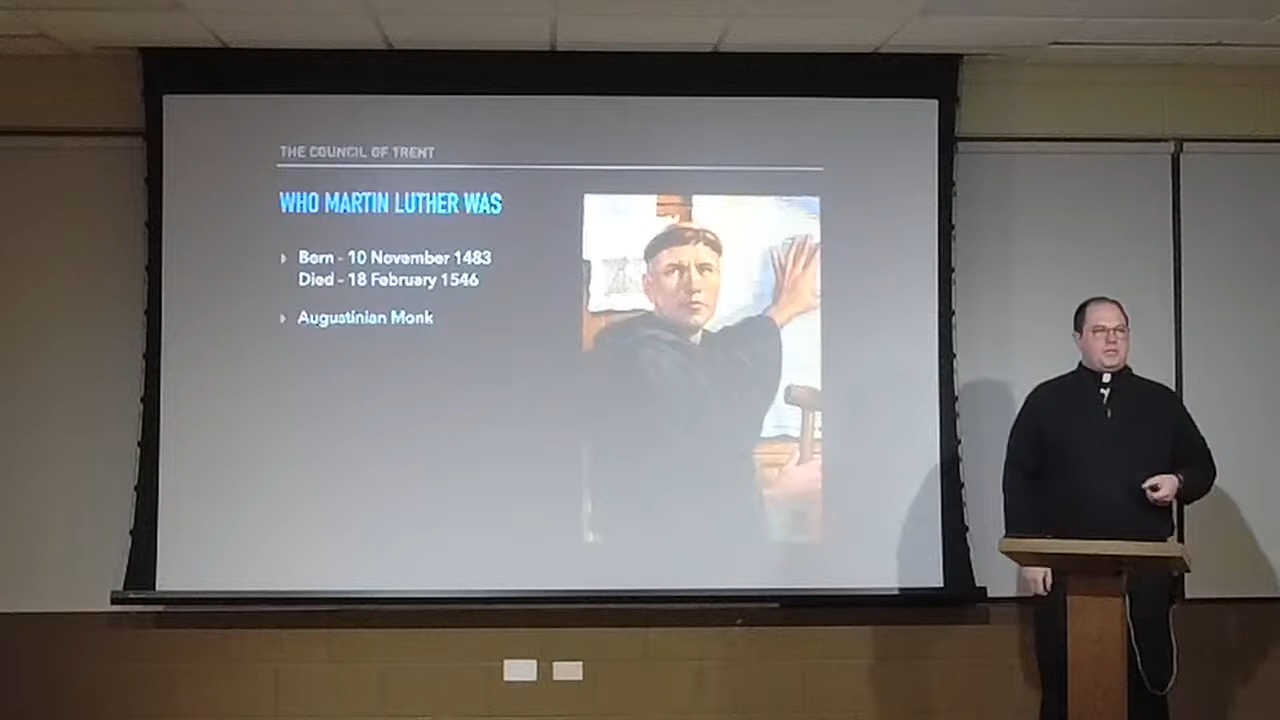 THE COUNCIL OF TRENT
WHO MARTIN LUTHER WAS
Born - 10 November 1483
Died - 18 February 1546
Augustinian Monk